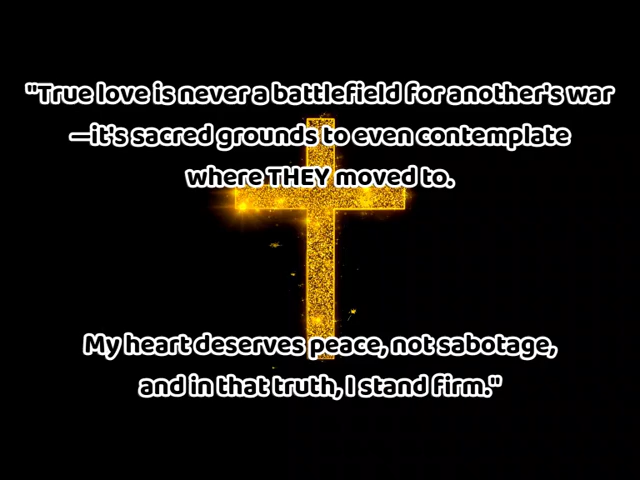 "True love is never a battlefield for another's war
—it's sacred grounds to even contemplate
where THEY moved to.
My heart deserves peace, not sabotage,
and in that truth, I stand firm."